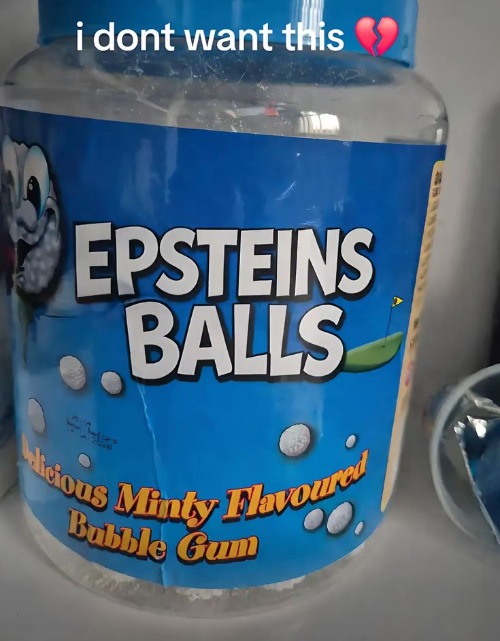 i dont want this 💔
EPSTEINS
BALLS
Delicious Minty Flavoured
Bubble Gum